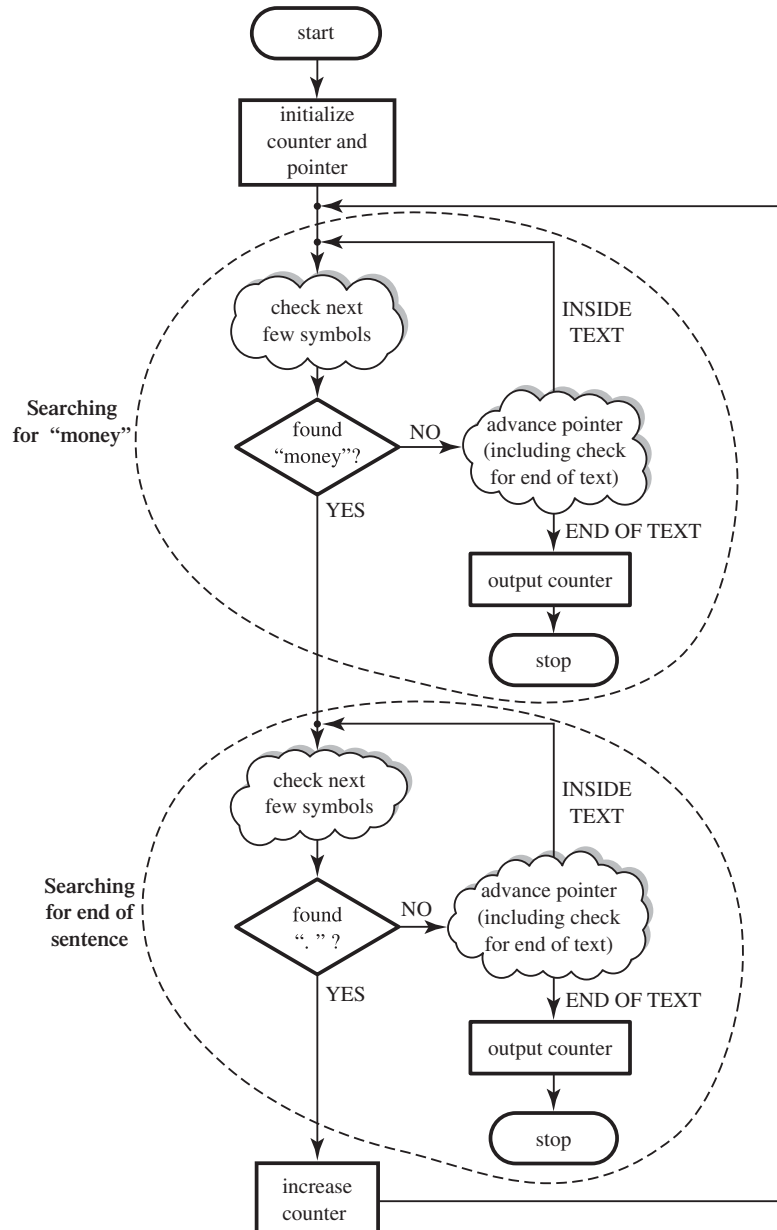 start
initialize
counter and
pointer
check next
few symbols
INSIDE
TEXT
Searching
for “money”
found
“money”?
NO
advance pointer
(including check
for end of text)
YES
END OF TEXT
output counter
stop
check next
few symbols
INSIDE
TEXT
Searching
for end of
sentence
found
“. ” ?
NO
advance pointer
(including check
for end of text)
YES
END OF TEXT
output counter
stop
increase
counter